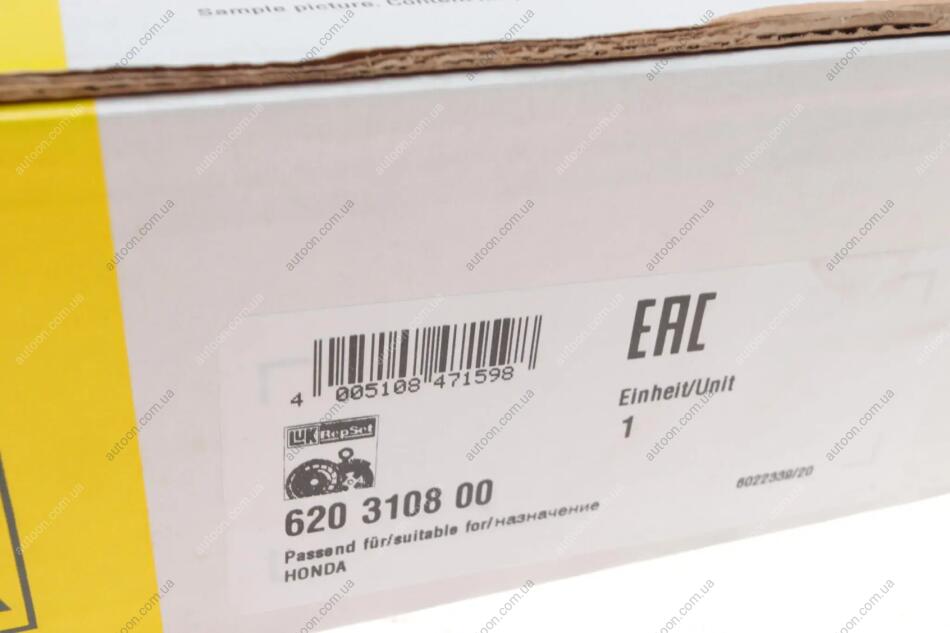 Sample picture.
4 005108 471598
EAC
Einheit/Unit
1
LuK RepSet
620 3108 00
6022339/20
Passend für/suitable for/назначение
HONDA
autoon.com.ua